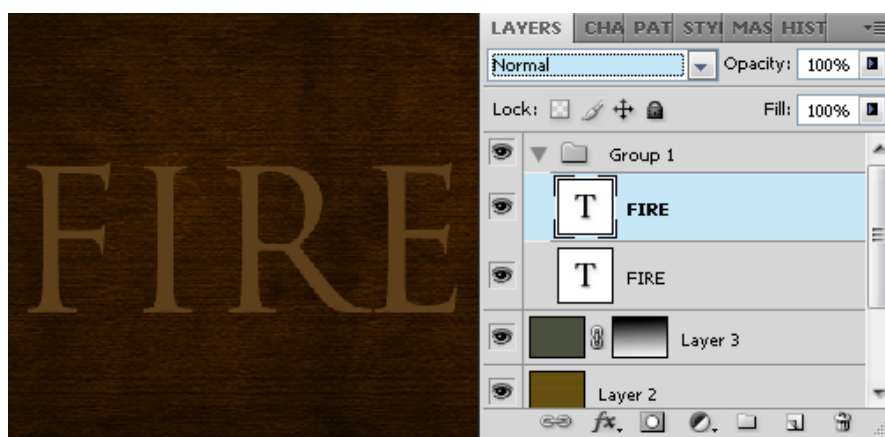 FIRE
LAYERS CHA PAT STYL MAS HIST
Normal Opacity: 100%
Lock: Fill: 100%
Group 1
T FIRE
T FIRE
Layer 3
Layer 2
fx.